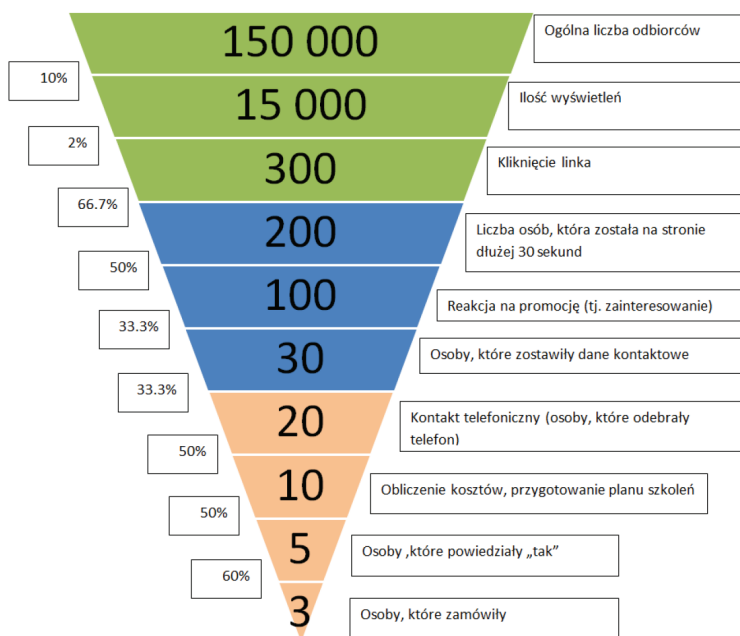 150 000
Ogólna liczba odbiorców
10%
15 000
Ilość wyświetleń
2%
300
Kliknięcie linka
66.7%
200
Liczba osób, która została na stronie
dłużej 30 sekund
50%
100
Reakcja na promocję (tj. zainteresowanie)
33.3%
30
Osoby, które zostawiły dane kontaktowe
33.3%
20
Kontakt telefoniczny (osoby, które odebrały
telefon)
50%
10
Obliczenie kosztów, przygotowanie planu szkoleń
50%
5
Osoby ,które powiedziały „tak”
60%
3
Osoby, które zamówiły